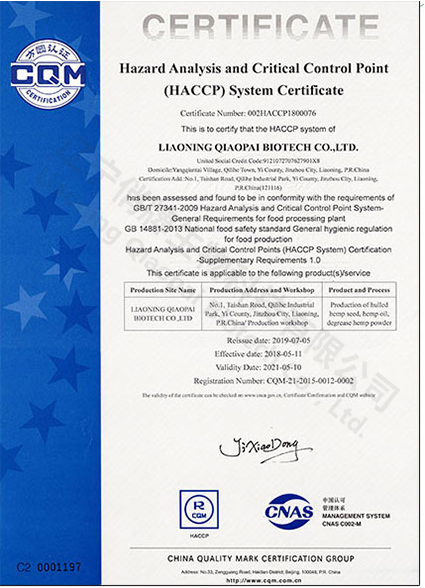 CERTIFICATE
方圆认证
CQM
CERTIFICATION
Hazard Analysis and Critical Control Point
(HACCP) System Certificate
Certificate Number: 002HACCP1800076
This is to certify that the HACCP system of
LIAONING QIAOPAI BIOTECH CO.,LTD.
United Social Credit Code:91210727076279​01X8
Domicile:Yangjiamai Village, Qilihe Town, Yi County, Jinzhou City, Liaoning, P.R.China
Certification Add :No.1, Taishan Road, Qilihe Industrial Park, Yi County, Jinzhou City, Liaoning,
P.R.China(121116)
has been assessed and found to be in conformity with the requirements of
GB/T 27341-2009 Hazard Analysis and Critical Control Point System-
General Requirements for food processing plant
GB 14881-2013 National food safety standard General hygienic regulation
for food production
Hazard Analysis and Critical Control Points (HACCP System) Certification
-Supplementary Requirements 1.0
This certificate is applicable to the following product(s)/service
Production Site Name Production Address and Workshop Product and Process
LIAONING QIAOPAI BIOTECH CO.,LTD No.1, Taishan Road, Qilihe Industrial Park, Yi County, Jinzhou City, Liaoning, P.R.China/ Production workshop Production of hulled hemp seed, hemp oil, degrease hemp powder
Reissue date: 2019-07-05
Effective date: 2018-05-11
Validity Date: 2021-05-10
Registration Number: CQM-21-2015-0012-0002
The validity of the certificate can be checked on www.cnca.gov.cn, Certificate Confirmation and CQM website
Ji Xiao Dong
R
CQM
HACCP
CNAS
中国认可
管理体系
MANAGEMENT SYSTEM
CNAS C002-M
C2 0001197
CHINA QUALITY MARK CERTIFICATION GROUP
Address: No.33, Zengguang Road, Haidian District, Beijing, 100048, P.R. China
http://www.cqm.com.cn